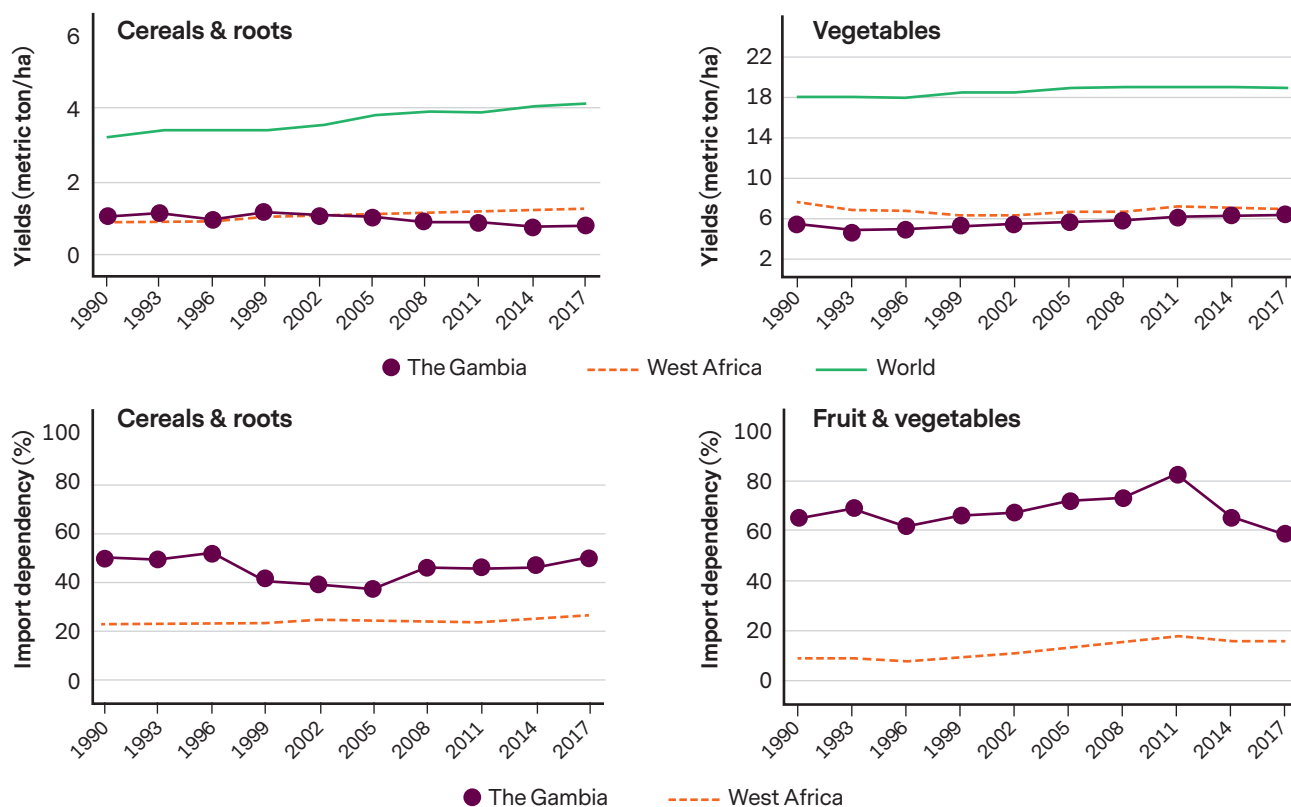 Cereals & roots
Yields (metric ton/ha)
6
4
2
0
1990 1993 1996 1999 2002 2005 2008 2011 2014 2017
Vegetables
Yields (metric ton/ha)
22
18
14
10
6
2
1990 1993 1996 1999 2002 2005 2008 2011 2014 2017
The Gambia West Africa World
Cereals & roots
Import dependency (%)
100
80
60
40
20
0
1990 1993 1996 1999 2002 2005 2008 2011 2014 2017
Fruit & vegetables
Import dependency (%)
100
80
60
40
20
0
1990 1993 1996 1999 2002 2005 2008 2011 2014 2017
The Gambia West Africa